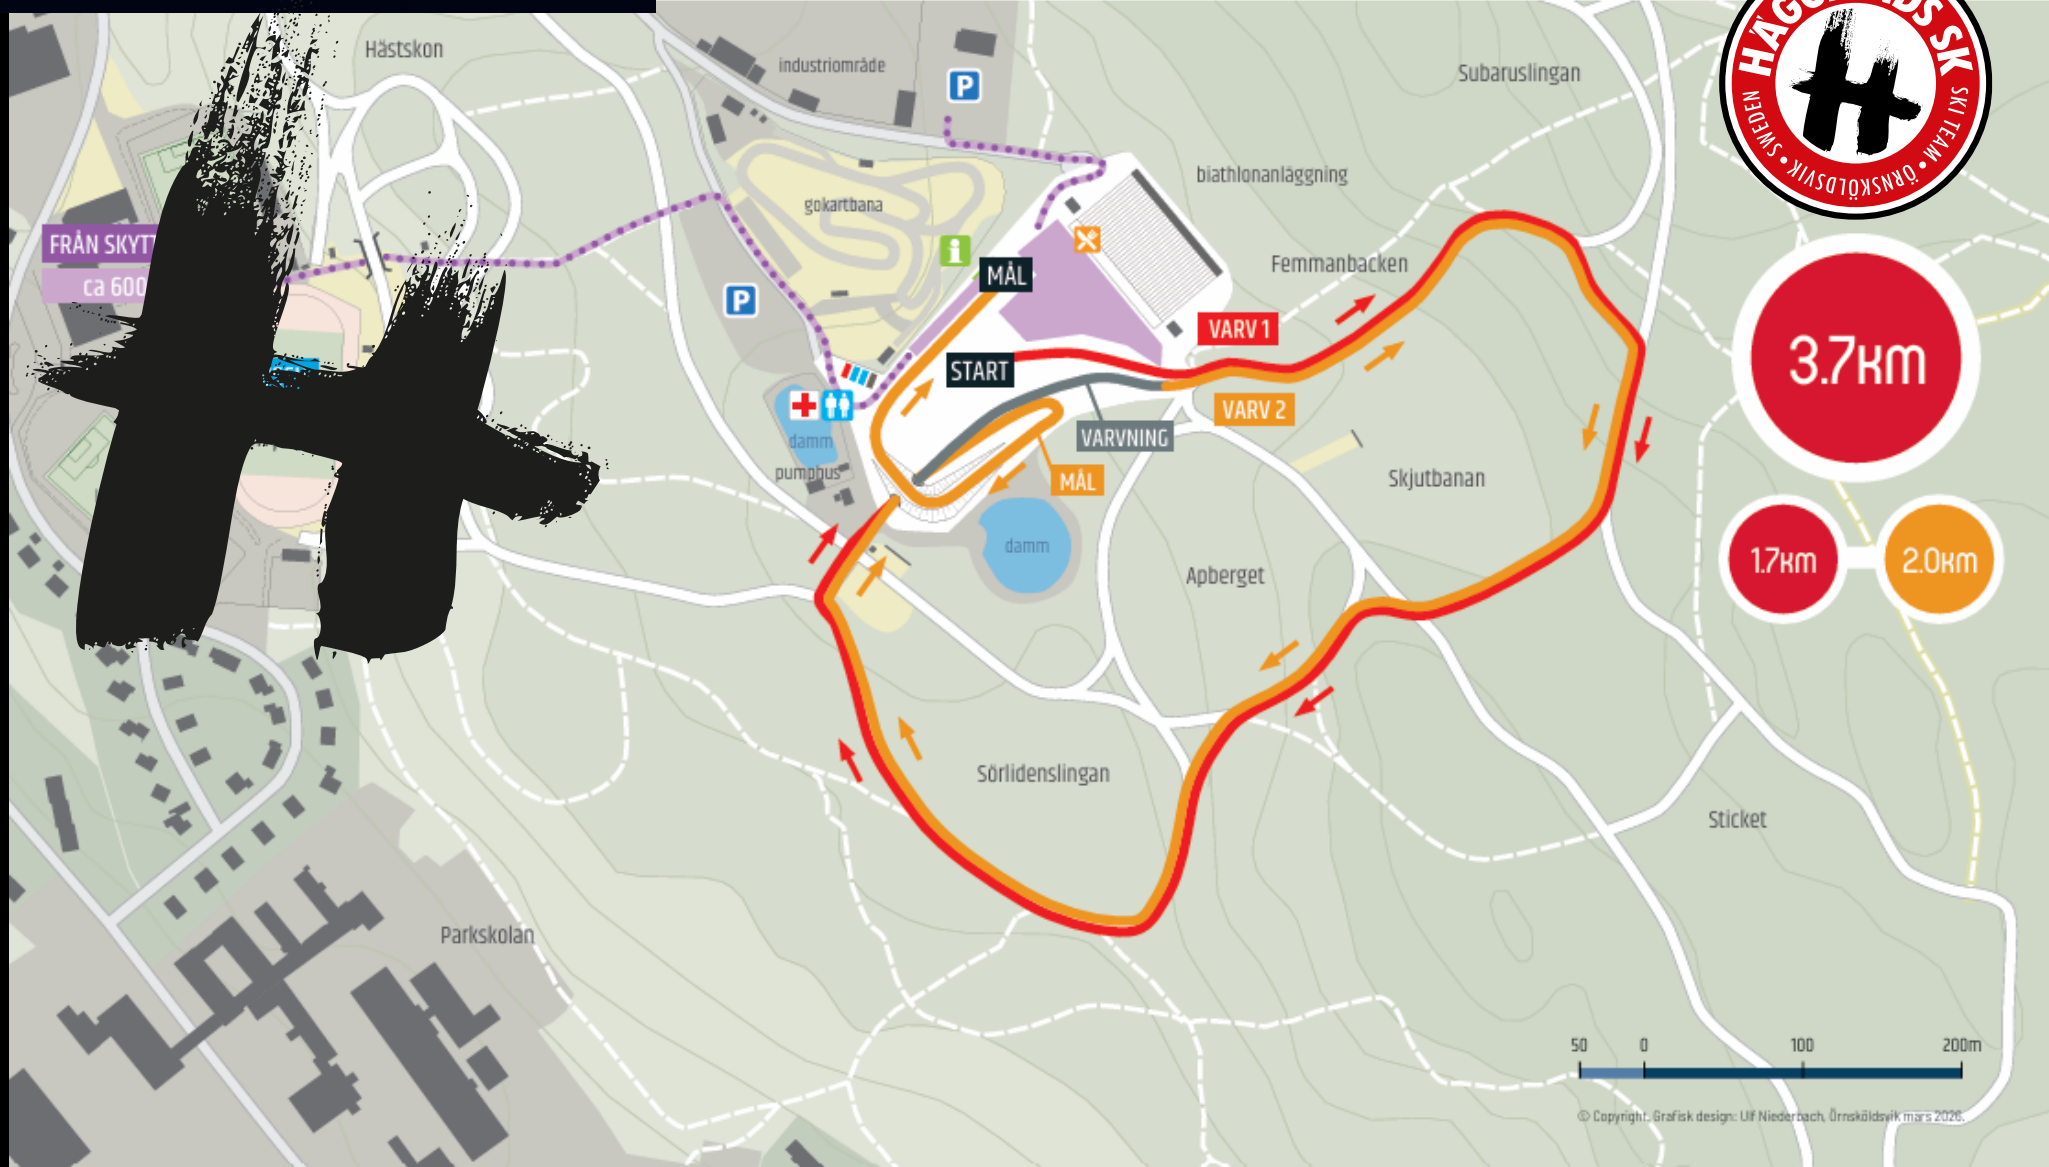 Hästskon
industriområde
P
Subaruslingan
HÄGGLUNDS SK
SKI TEAM • ÖRNSKÖLDSVIK • SWEDEN
biathlonanläggning
gokartbana
FRÅN
ca 600
P
i
MÅL
Femmanbacken
VARV 1
START
3.7km
VARV 2
VARVNING
damm
pumphus
MÅL
Skjutbanan
damm
1.7km
2.0km
Apberget
Sörlidenslingan
Sticket
Parkskolan
50 0 100 200m
© Copyright. Grafisk design: Ulf Niederbach, Örnsköldsvik mars 2026.